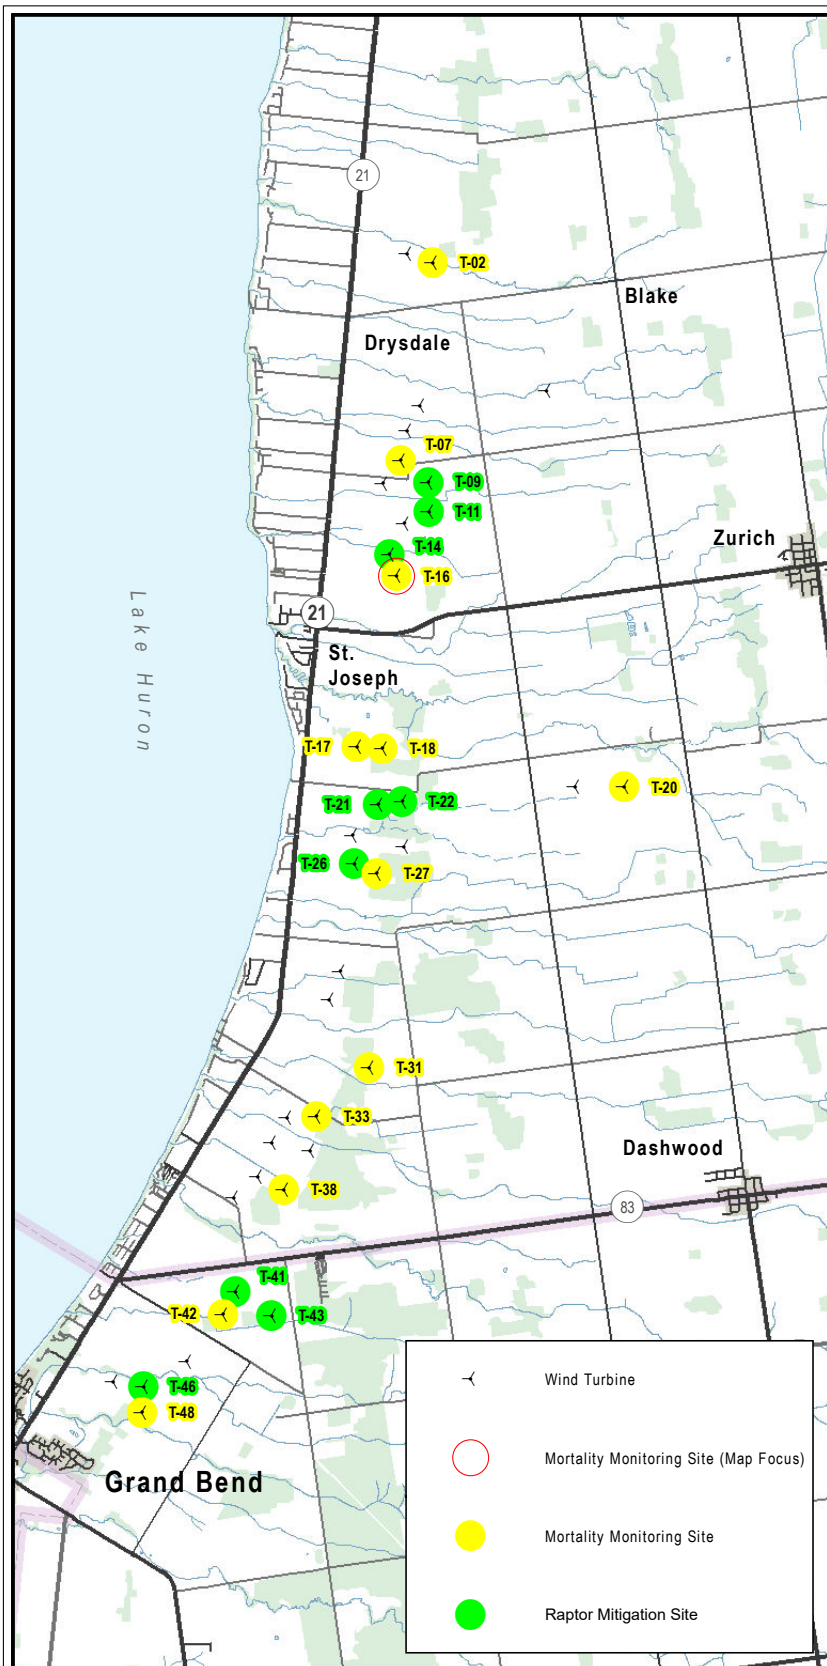 21
T-02
Blake
Drysdale
T-07
T-09
T-11
Zurich
T-14
T-16
Lake Huron
21
St.
Joseph
T-17
T-18
T-20
T-21
T-22
T-26
T-27
T-31
T-33
Dashwood
T-38
83
T-41
T-42
T-43
T-46
T-48
Grand Bend
Wind Turbine
Mortality Monitoring Site (Map Focus)
Mortality Monitoring Site
Raptor Mitigation Site